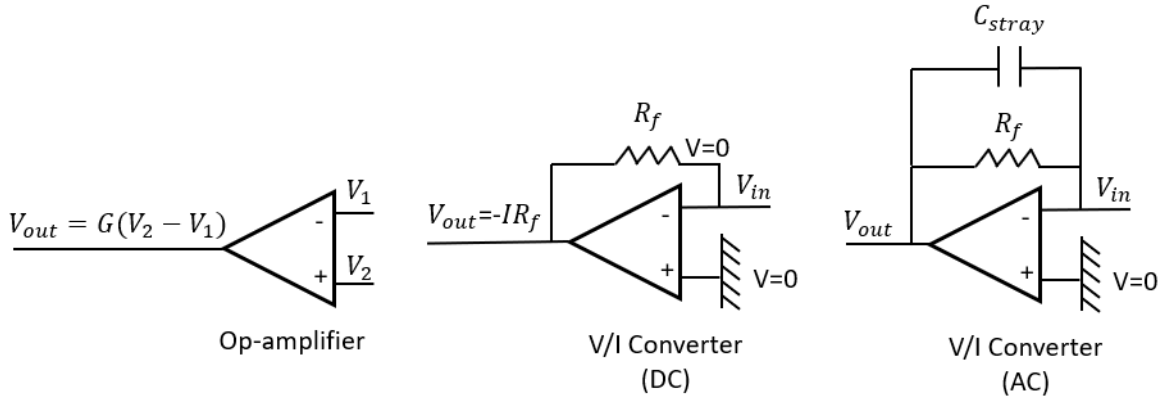 V_out = G(V_2 − V_1)
V_1
-
+
V_2
Op-amplifier
R_f
V=0
V_in
V_out=-IR_f
-
+
V=0
V/I Converter
(DC)
C_stray
R_f
V_in
V_out
-
+
V=0
V/I Converter
(AC)